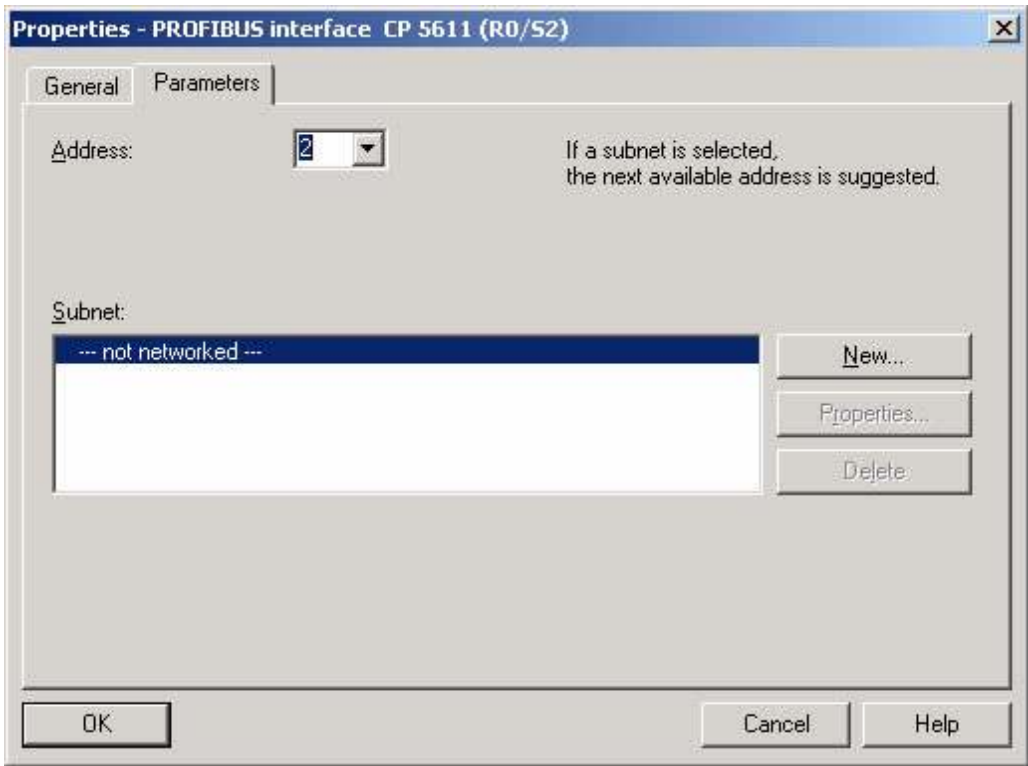 Properties - PROFIBUS interface CP 5611 (R0/S2)
General
Parameters
Address:
2
If a subnet is selected,
the next available address is suggested.
Subnet:
--- not networked ---
New...
Properties...
Delete
OK
Cancel
Help